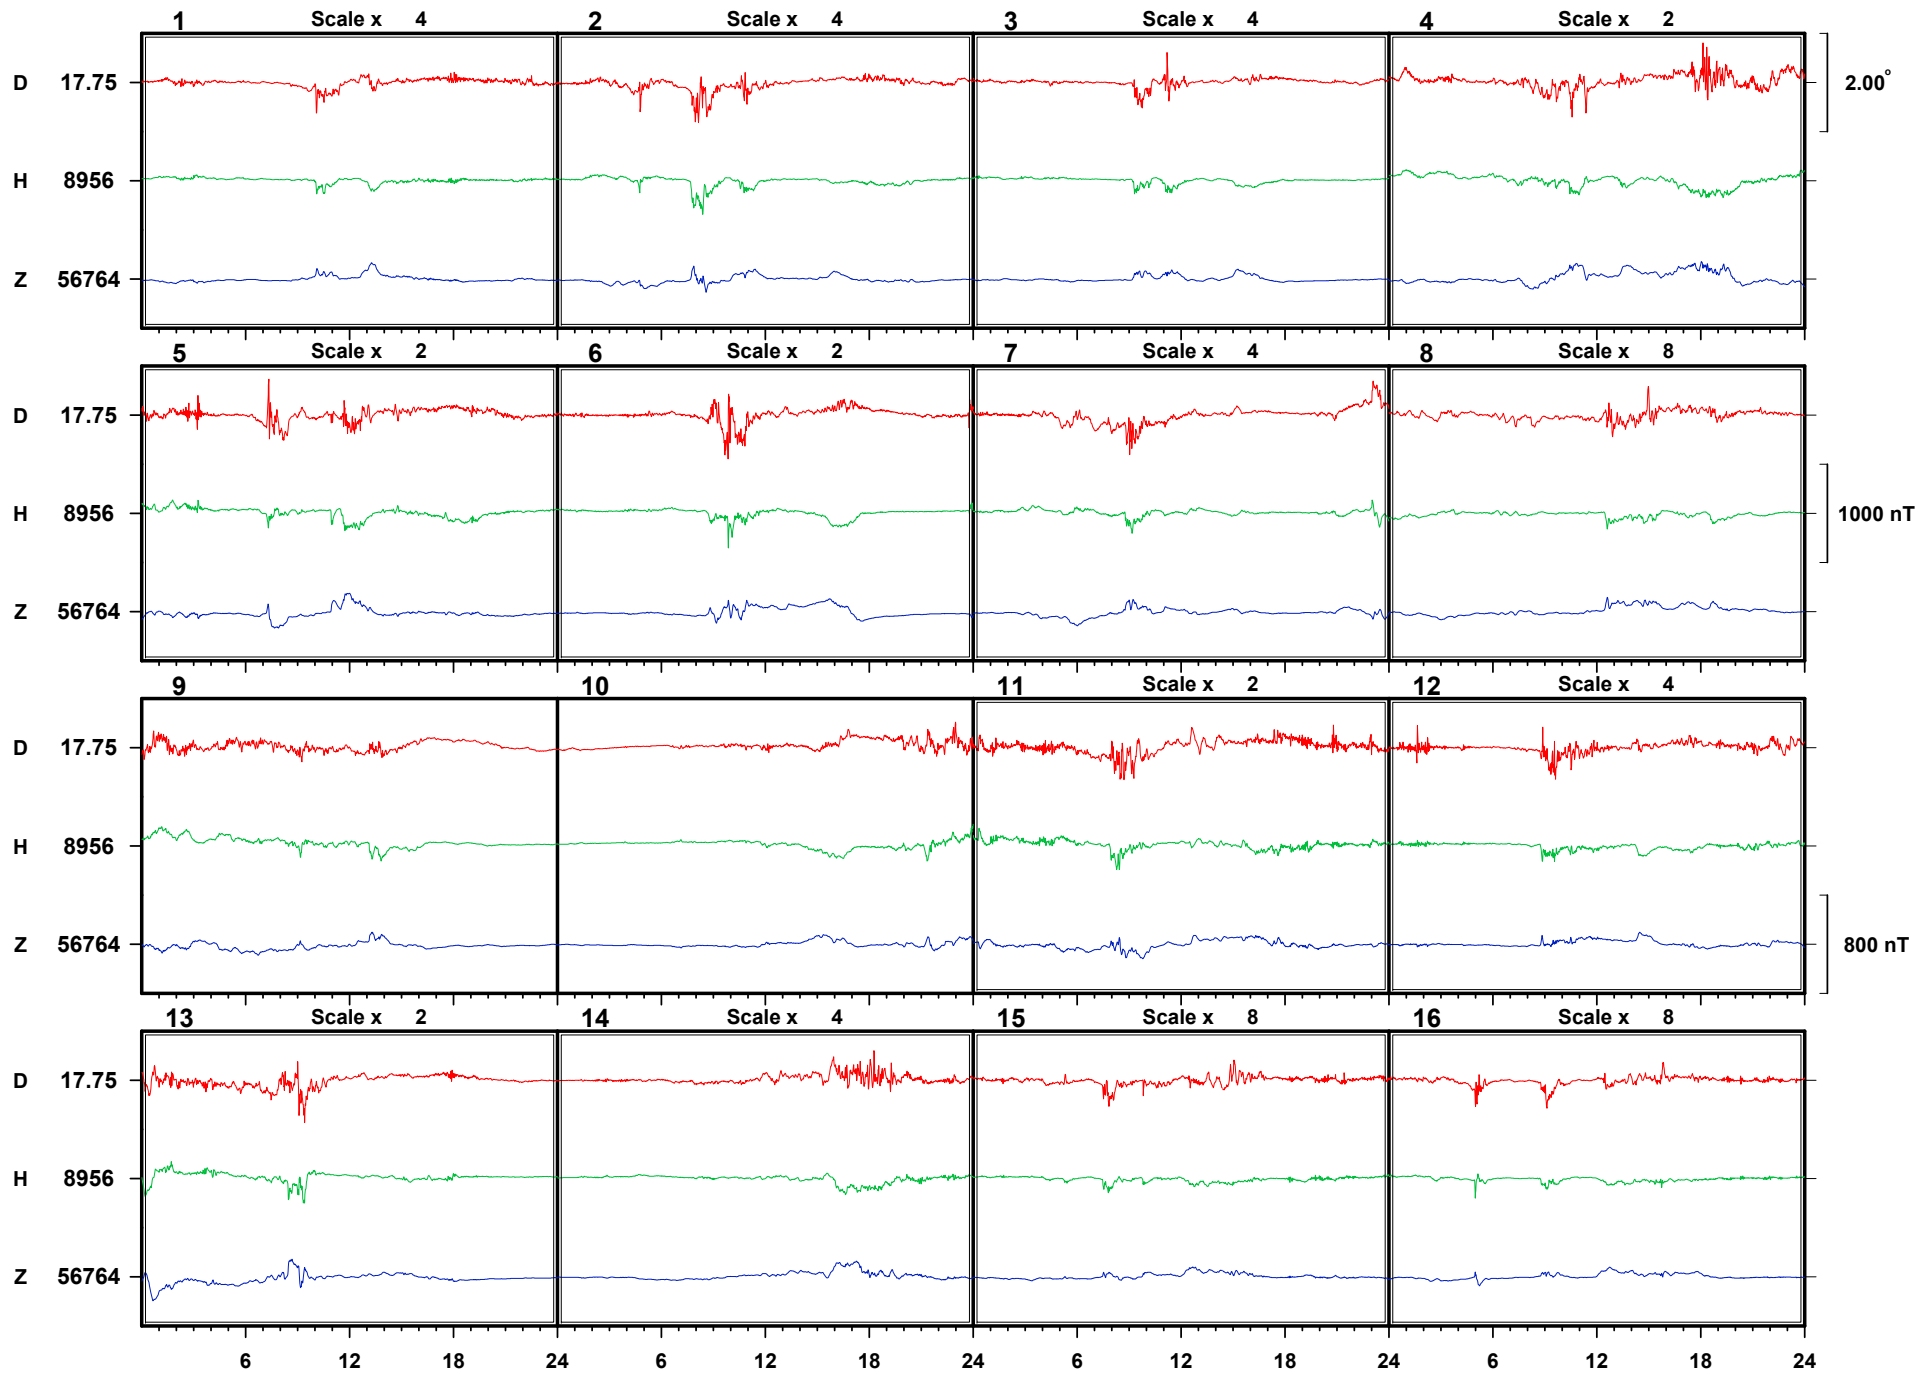 1 Scale x 4 2 Scale x 4 3 Scale x 4 4 Scale x 2
D 17.75 2.00°
H 8956
Z 56764
5 Scale x 2 6 Scale x 2 7 Scale x 4 8 Scale x 8
D 17.75
H 8956 1000 nT
Z 56764
9 10 11 Scale x 2 12 Scale x 4
D 17.75
H 8956
Z 56764 800 nT
13 Scale x 2 14 Scale x 4 15 Scale x 8 16 Scale x 8
D 17.75
H 8956
Z 56764
6 12 18 24 6 12 18 24 6 12 18 24 6 12 18 24